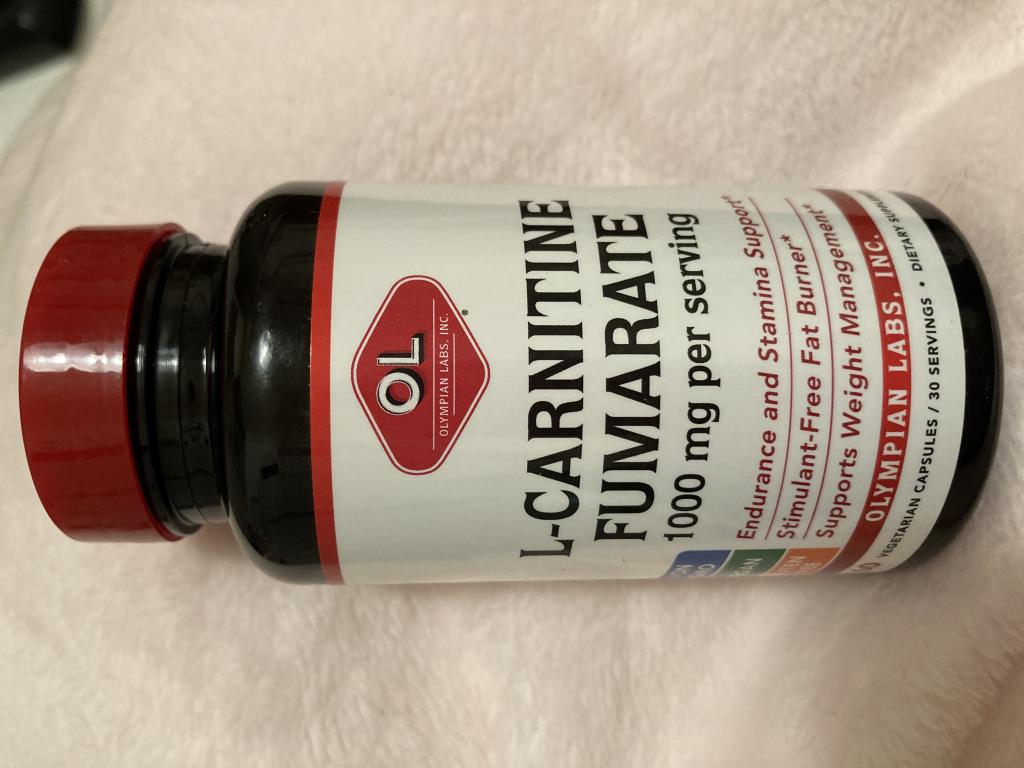 OL
OLYMPIAN LABS, INC.®
L-CARNITINE
FUMARATE
1000 mg per serving
Endurance and Stamina Support*
Stimulant-Free Fat Burner*
Supports Weight Management*
OLYMPIAN LABS, INC.
VEGETARIAN CAPSULES / 30 SERVINGS • DIETARY